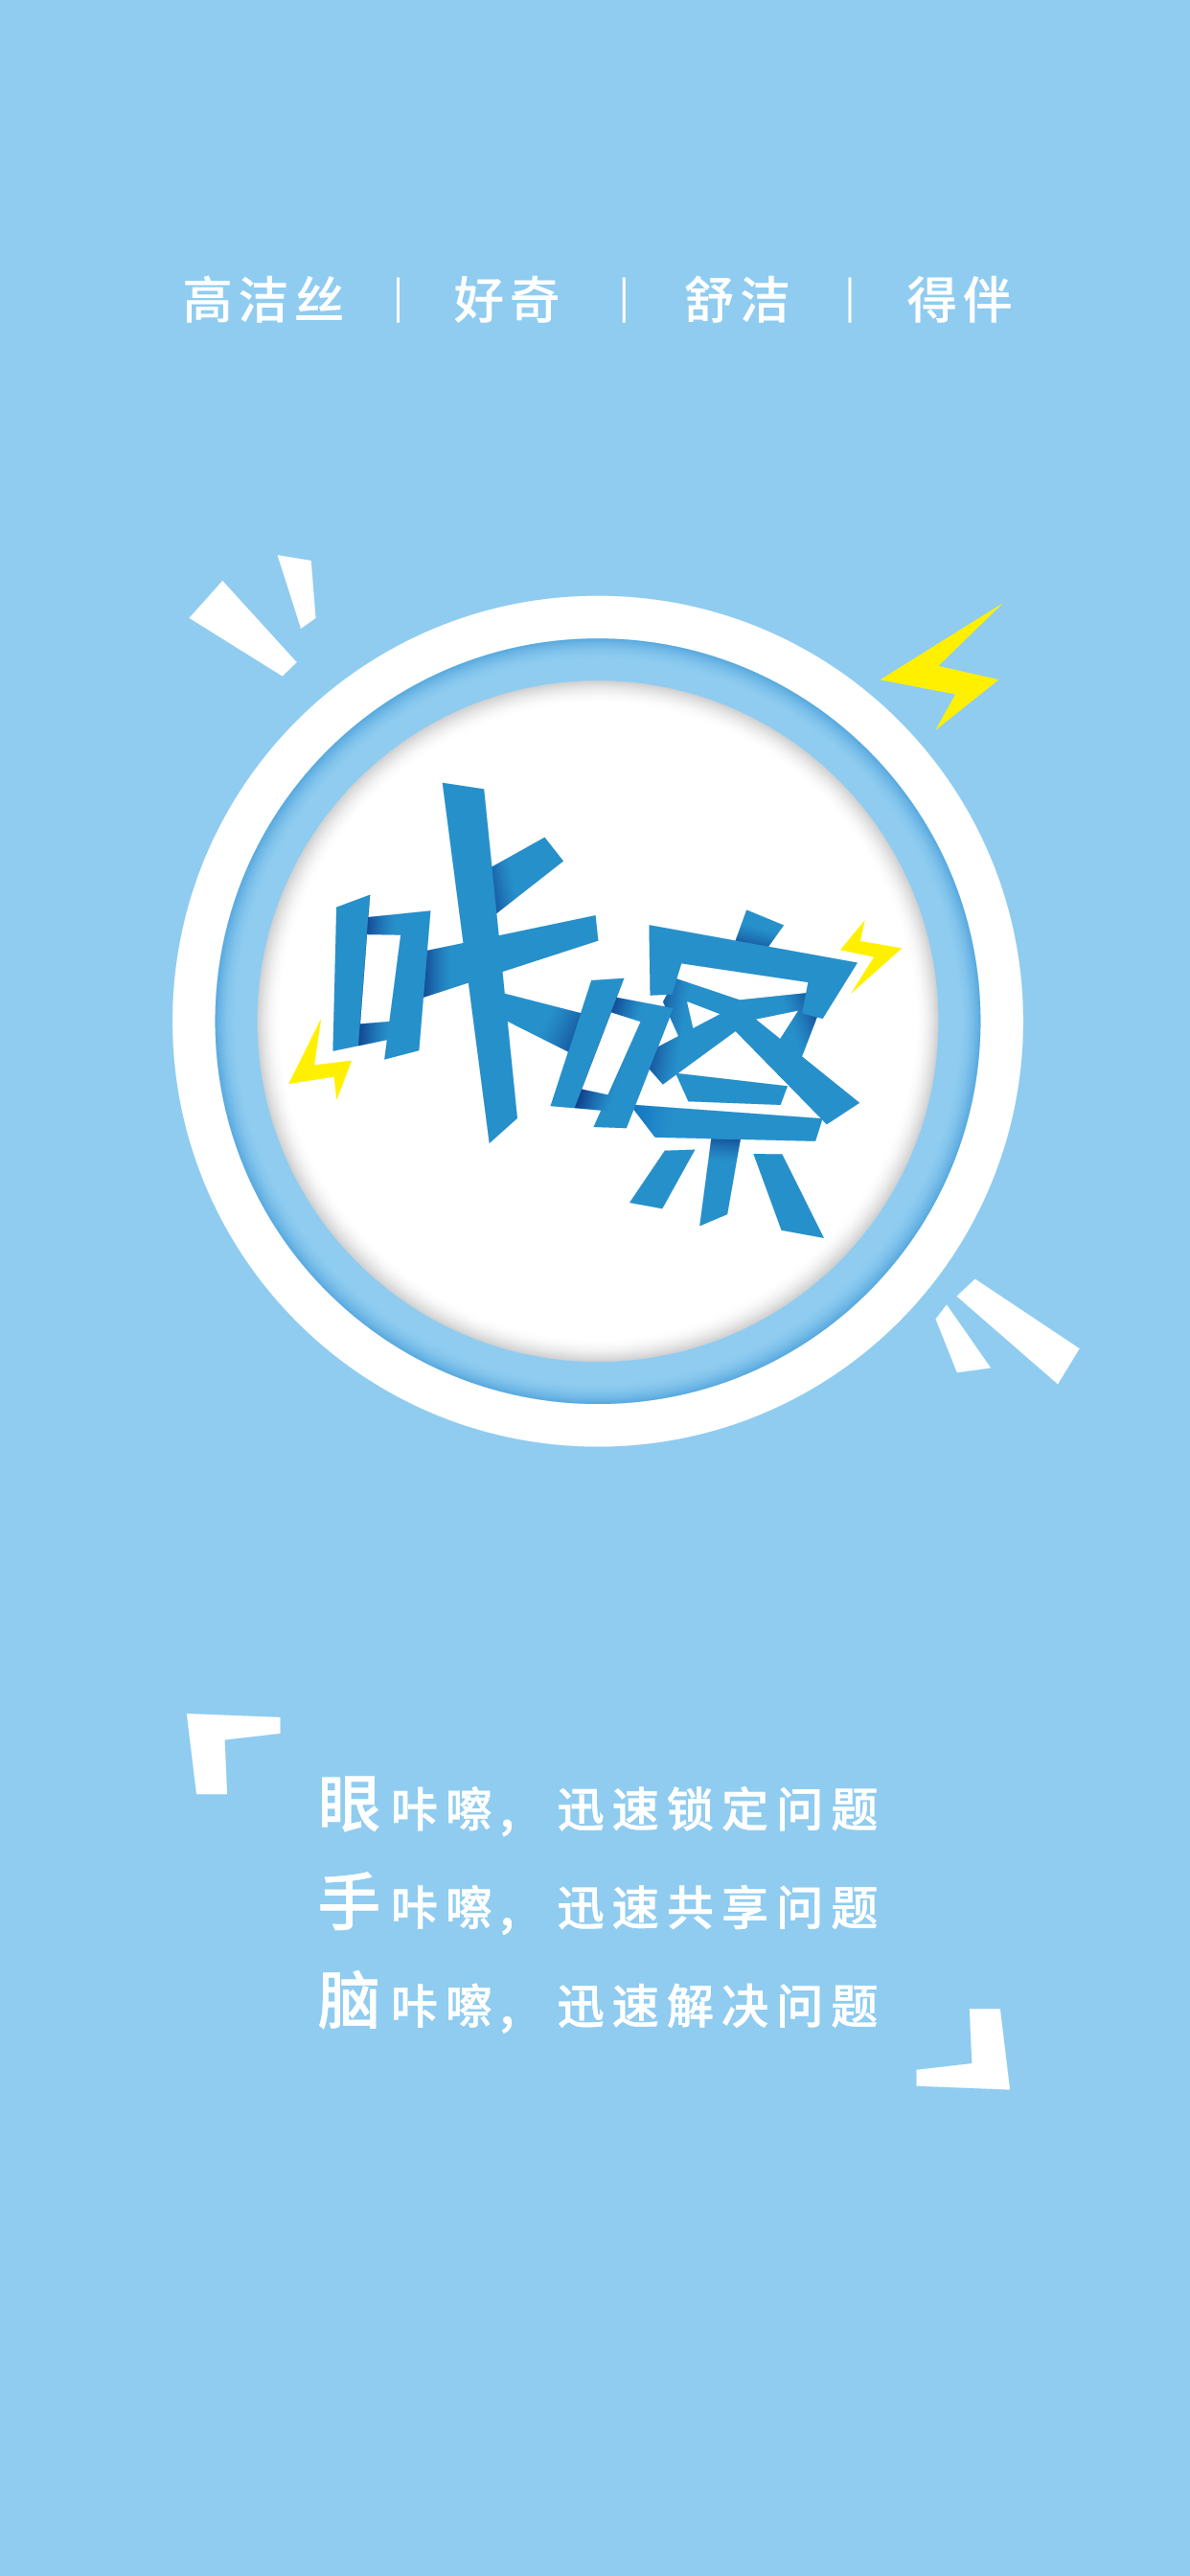 高洁丝｜好奇｜舒洁｜得伴
咔嚓
眼咔嚓，迅速锁定问题
手咔嚓，迅速共享问题
脑咔嚓，迅速解决问题